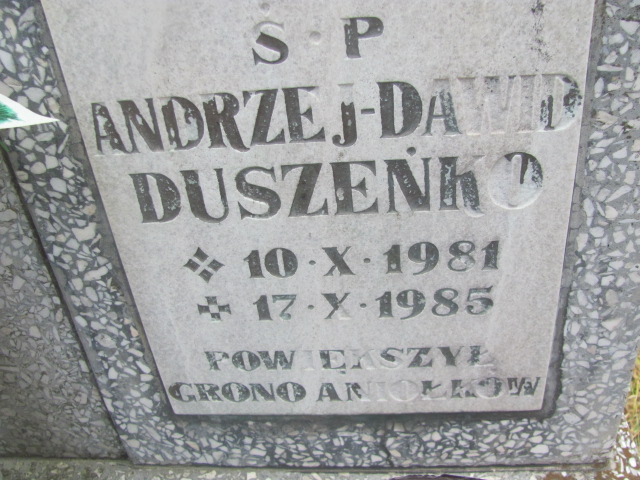 Ś · P
ANDRZEJ-DAWID
DUSZEŃKO
10 · X · 1981
17 · X · 1985
POWIĘKSZYŁ
GRONO ANIOŁKÓW